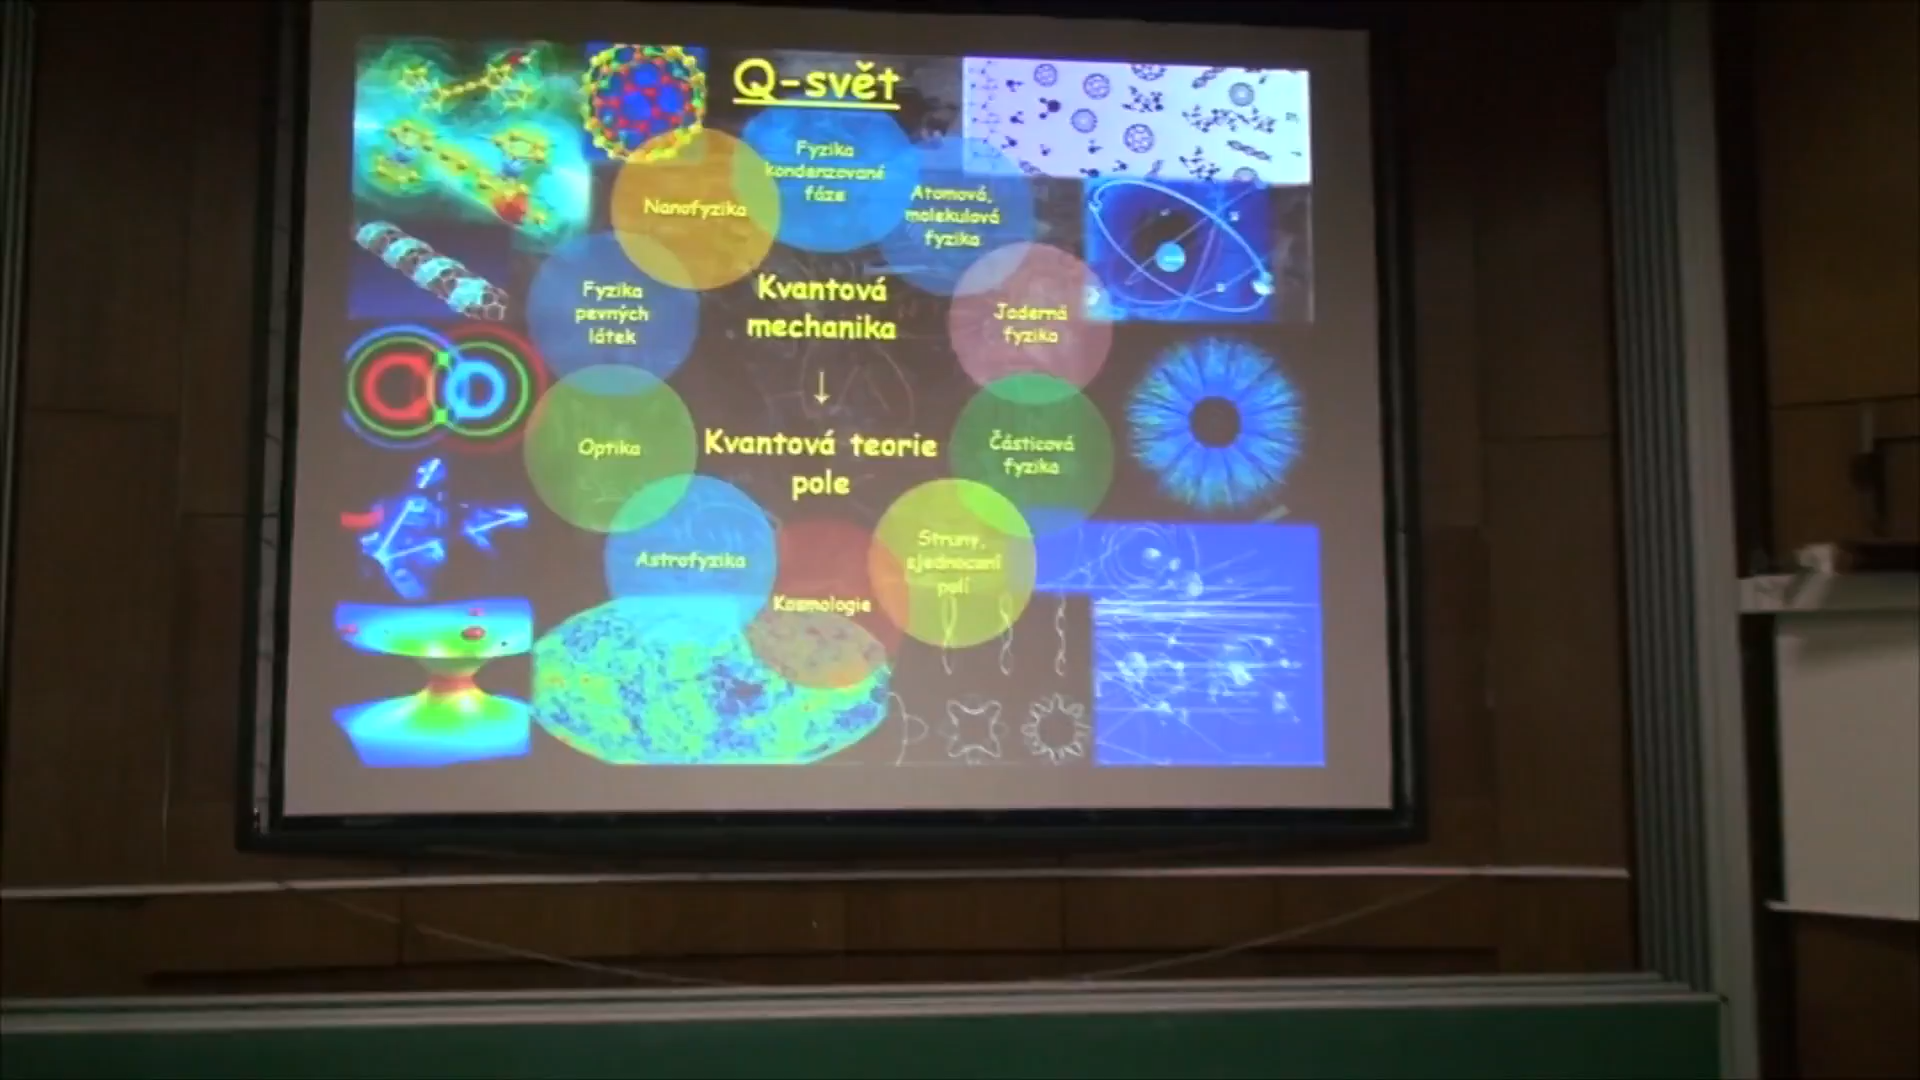 Q-svět
Fyzika
kondenzované
fáze
Nanofyzika
Atomová,
molekulová
fyzika
Fyzika
pevných
látek
Kvantová
mechanika
↓
Jaderná
fyzika
Optika
Kvantová teorie
pole
Částicová
fyzika
Astrofyzika
Struny,
sjednocení
polí
Kosmologie